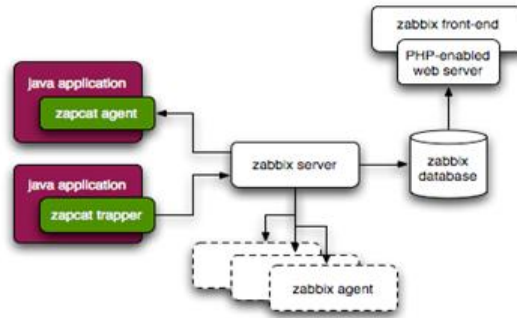 zabbix front-end
PHP-enabled
web server
java application
zapcat agent
java application
zapcat trapper
zabbix server
zabbix
database
zabbix agent